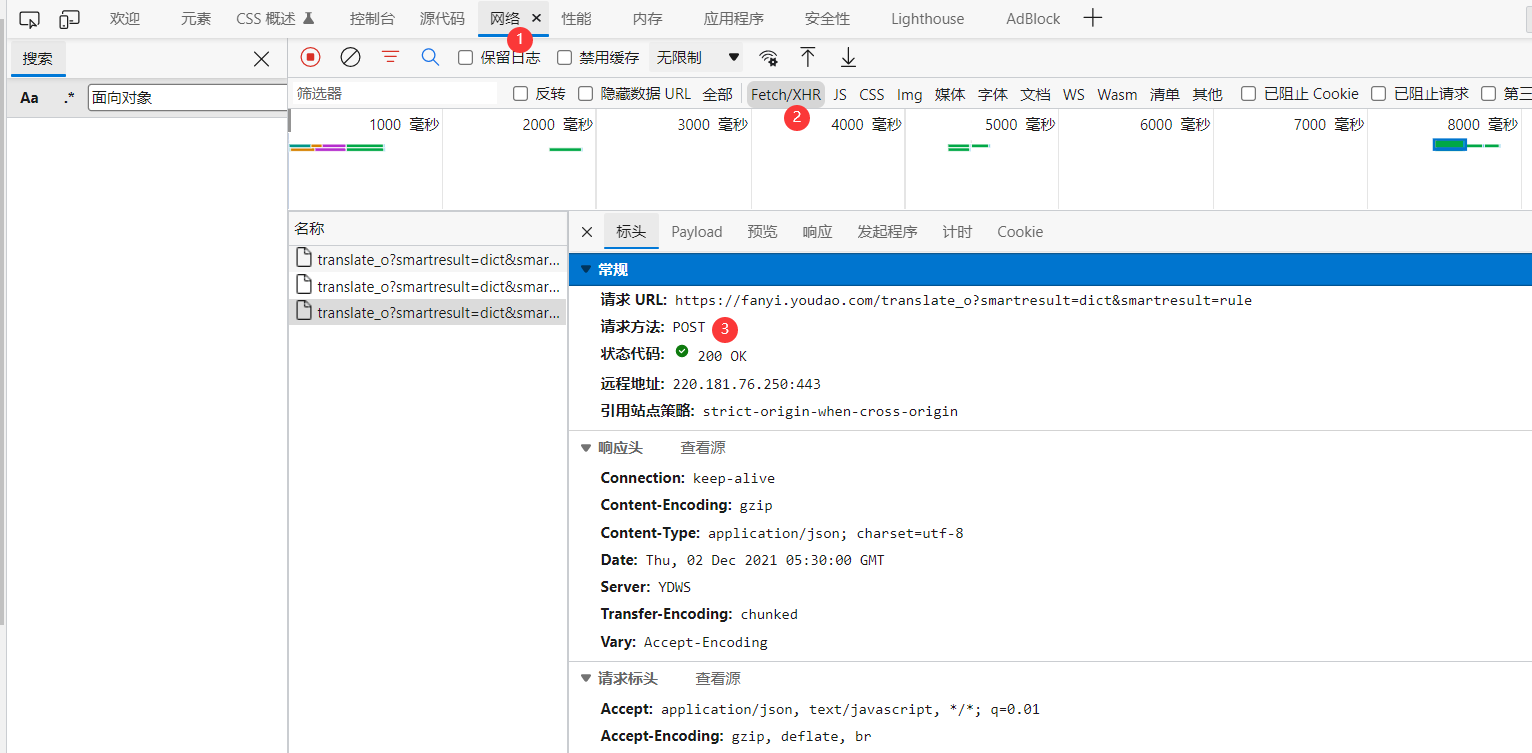 欢迎 元素 CSS 概述 控制台 源代码 网络 性能 内存 应用程序 安全性 Lighthouse AdBlock
1
搜索
保留日志 禁用缓存 无限制
Aa .* 面向对象
筛选器 反转 隐藏数据 URL 全部 Fetch/XHR JS CSS Img 媒体 字体 文档 WS Wasm 清单 其他 已阻止 Cookie 已阻止请求 第三
2
1000 毫秒 2000 毫秒 3000 毫秒 4000 毫秒 5000 毫秒 6000 毫秒 7000 毫秒 8000 毫秒
名称
translate_o?smartresult=dict&smar...
translate_o?smartresult=dict&smar...
translate_o?smartresult=dict&smar...
标头 Payload 预览 响应 发起程序 计时 Cookie
常规
请求 URL: https://fanyi.youdao.com/translate_o?smartresult=dict&smartresult=rule
请求方法: POST 3
状态代码: 200 OK
远程地址: 220.181.76.250:443
引用站点策略: strict-origin-when-cross-origin
响应头 查看源
Connection: keep-alive
Content-Encoding: gzip
Content-Type: application/json; charset=utf-8
Date: Thu, 02 Dec 2021 05:30:00 GMT
Server: YDWS
Transfer-Encoding: chunked
Vary: Accept-Encoding
请求标头 查看源
Accept: application/json, text/javascript, */*; q=0.01
Accept-Encoding: gzip, deflate, br